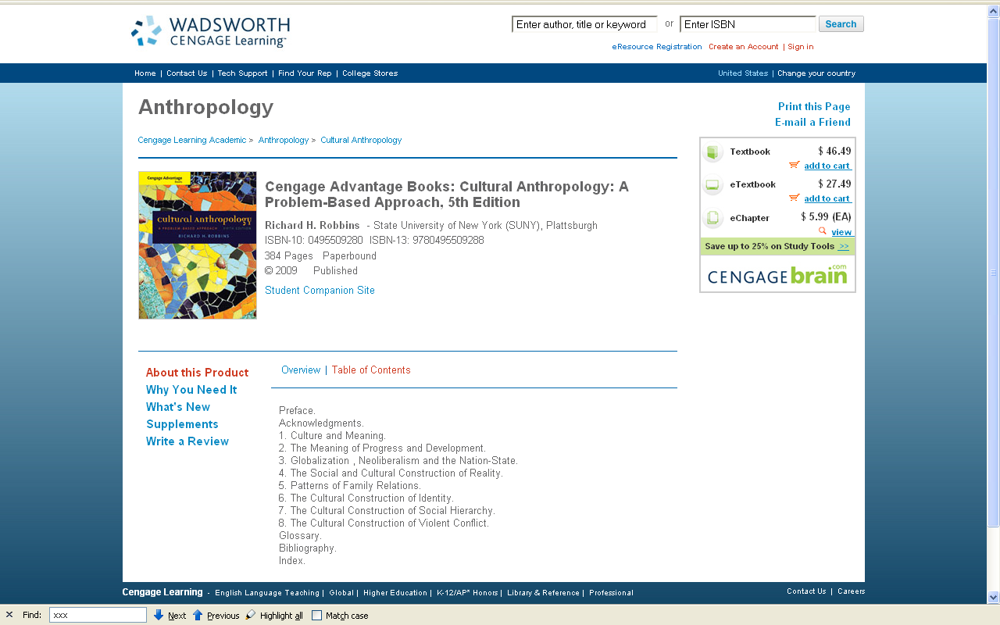 WADSWORTH
CENGAGE Learning™
Enter author, title or keyword or Enter ISBN Search
eResource Registration Create an Account | Sign in
Home | Contact Us | Tech Support | Find Your Rep | College Stores
United States | Change your country
Anthropology
Print this Page
E-mail a Friend
Cengage Learning Academic > Anthropology > Cultural Anthropology
Textbook $ 46.49
add to cart
eTextbook $ 27.49
add to cart
eChapter $ 5.99 (EA)
view
Save up to 25% on Study Tools >>
CENGAGEbrain.com
Cengage Advantage
Books
cultural anthropology
A PROBLEM-BASED APPROACH FIFTH EDITION
RICHARD H. ROBBINS
Cengage Advantage Books: Cultural Anthropology: A
Problem-Based Approach, 5th Edition
Richard H. Robbins - State University of New York (SUNY), Plattsburgh
ISBN-10: 0495509280 ISBN-13: 9780495509288
384 Pages Paperbound
© 2009 Published
Student Companion Site
About this Product
Why You Need It
What's New
Supplements
Write a Review
Overview | Table of Contents
Preface.
Acknowledgments.
1. Culture and Meaning.
2. The Meaning of Progress and Development.
3. Globalization , Neoliberalism and the Nation-State.
4. The Social and Cultural Construction of Reality.
5. Patterns of Family Relations.
6. The Cultural Construction of Identity.
7. The Cultural Construction of Social Hierarchy.
8. The Cultural Construction of Violent Conflict.
Glossary.
Bibliography.
Index.
Cengage Learning - English Language Teaching | Global | Higher Education | K-12/AP* Honors | Library & Reference | Professional
Contact Us | Careers
Find: xxx Next Previous Highlight all Match case